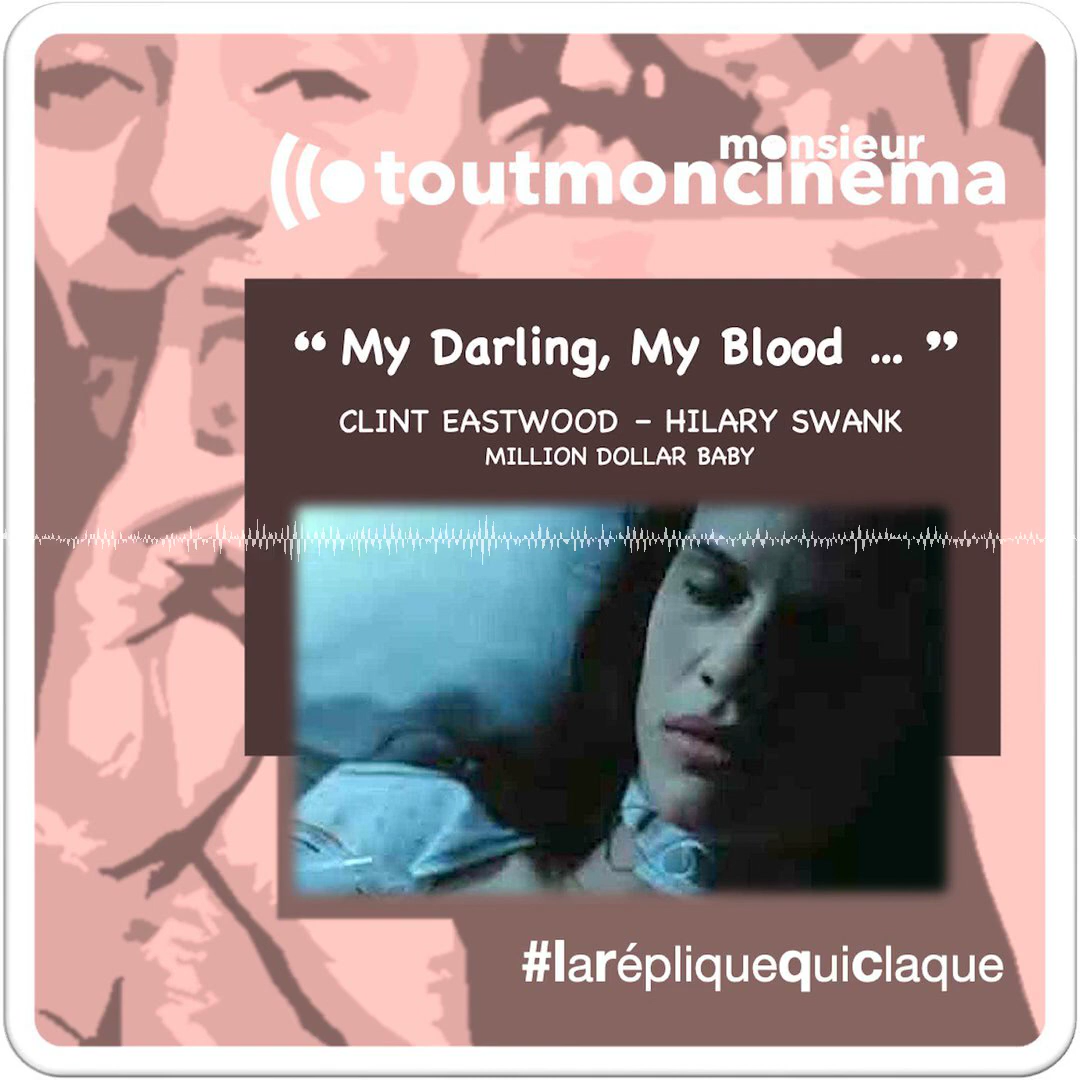 monsieur
toutmoncinema
“ My Darling, My Blood ... ”
CLINT EASTWOOD – HILARY SWANK
MILLION DOLLAR BABY
#larépliquequiclaque